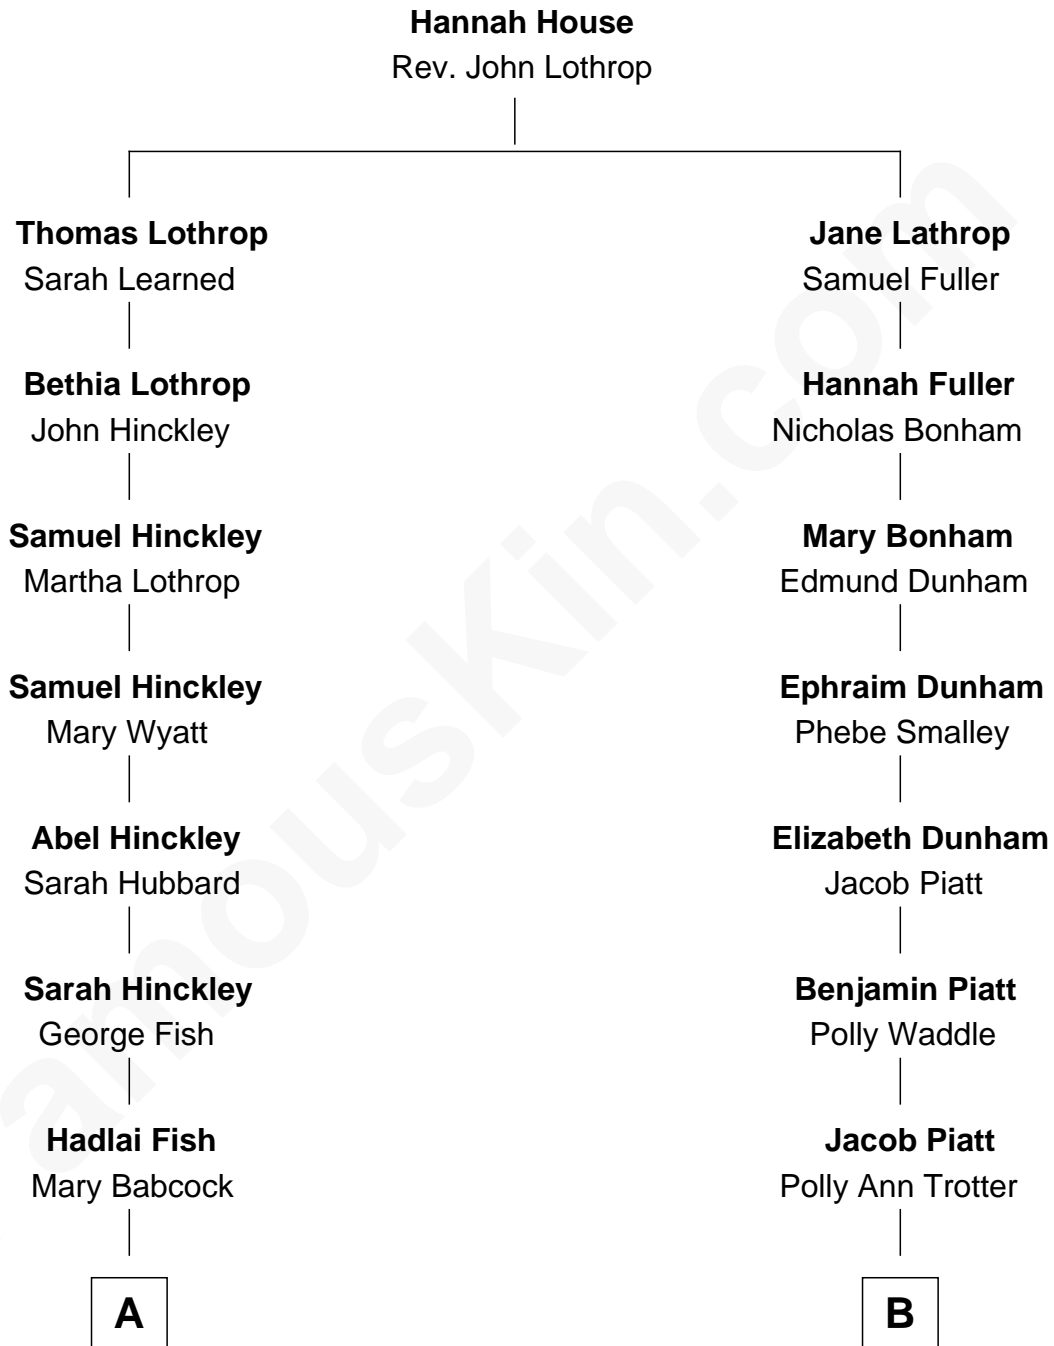 Hannah House
Rev. John Lothrop
Thomas Lothrop
Sarah Learned
Jane Lathrop
Samuel Fuller
Bethia Lothrop
John Hinckley
Hannah Fuller
Nicholas Bonham
Samuel Hinckley
Martha Lothrop
Mary Bonham
Edmund Dunham
Samuel Hinckley
Mary Wyatt
Ephraim Dunham
Phebe Smalley
Abel Hinckley
Sarah Hubbard
Elizabeth Dunham
Jacob Piatt
Sarah Hinckley
George Fish
Benjamin Piatt
Polly Waddle
Hadlai Fish
Mary Babcock
Jacob Piatt
Polly Ann Trotter
A
B
amousKin.com